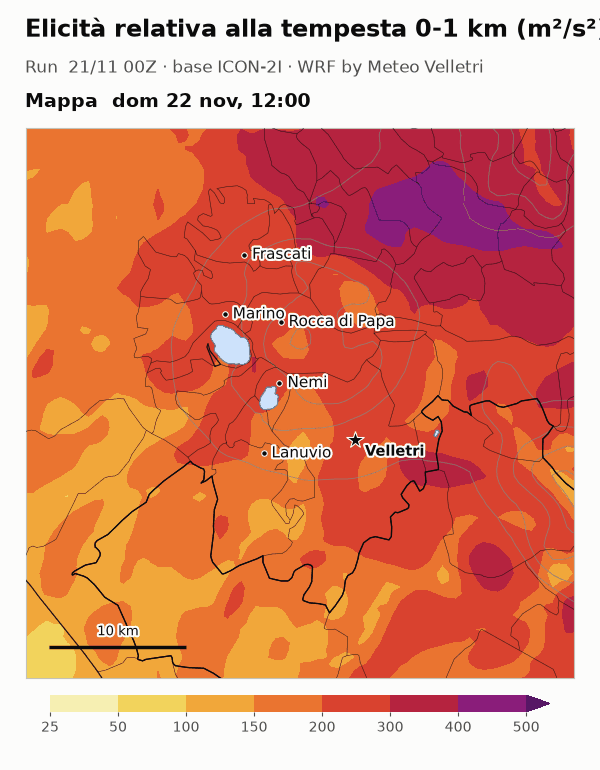 Elicità relativa alla tempesta 0-1 km (m²/s²)
Run 21/11 00Z · base ICON-2I · WRF by Meteo Velletri
Mappa dom 22 nov, 12:00
Frascati
Marino
Rocca di Papa
Nemi
Velletri
Lanuvio
10 km
25 50 100 150 200 300 400 500